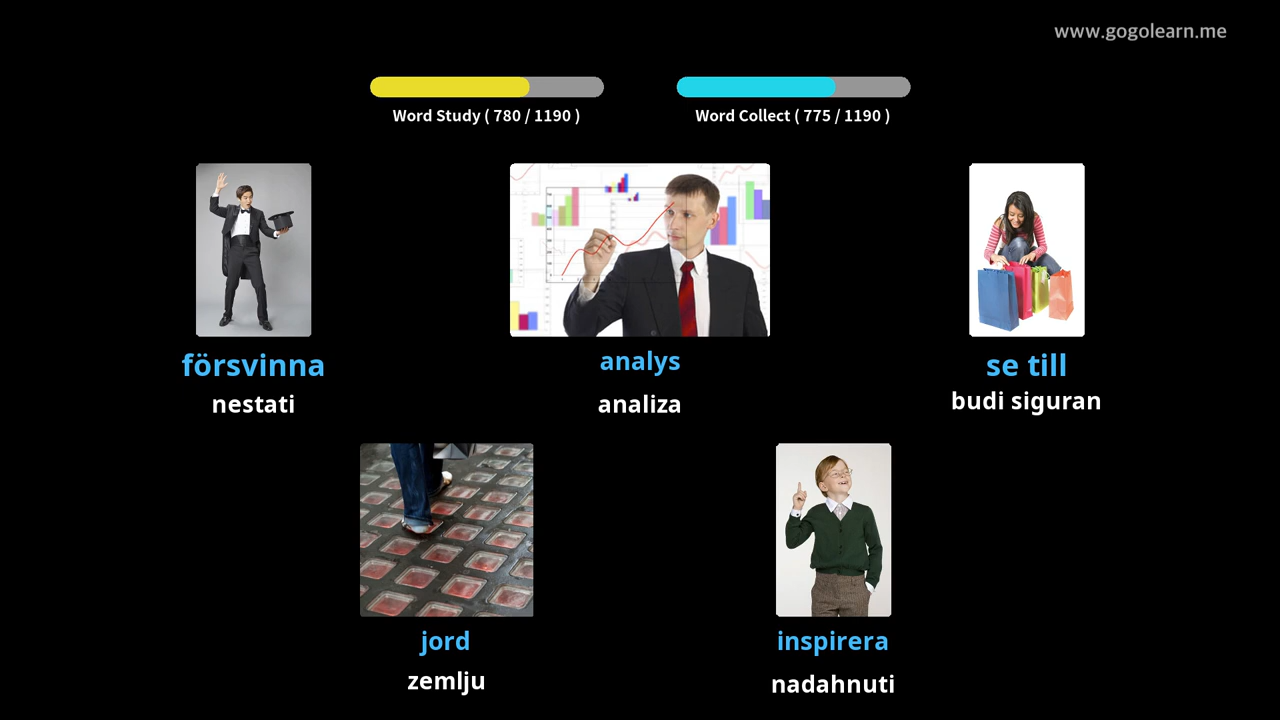 www.gogolearn.me
Word Study ( 780 / 1190 )
Word Collect ( 775 / 1190 )
försvinna
nestati
analys
analiza
se till
budi siguran
jord
zemlju
inspirera
nadahnuti